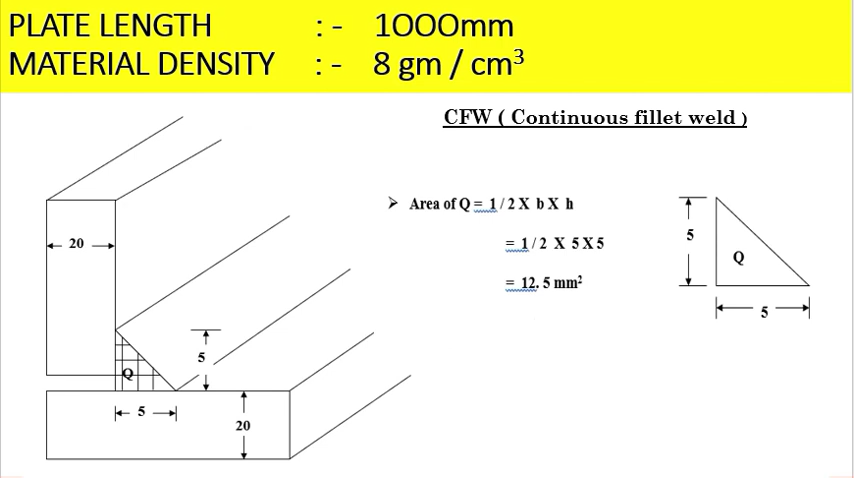 PLATE LENGTH :- 1000mm
MATERIAL DENSITY :- 8 gm / cm³
CFW ( Continuous fillet weld )
➢ Area of Q = 1 / 2 X b X h
= 1 / 2 X 5 X 5
= 12. 5 mm²
5
Q
5
20
5
Q
5
20